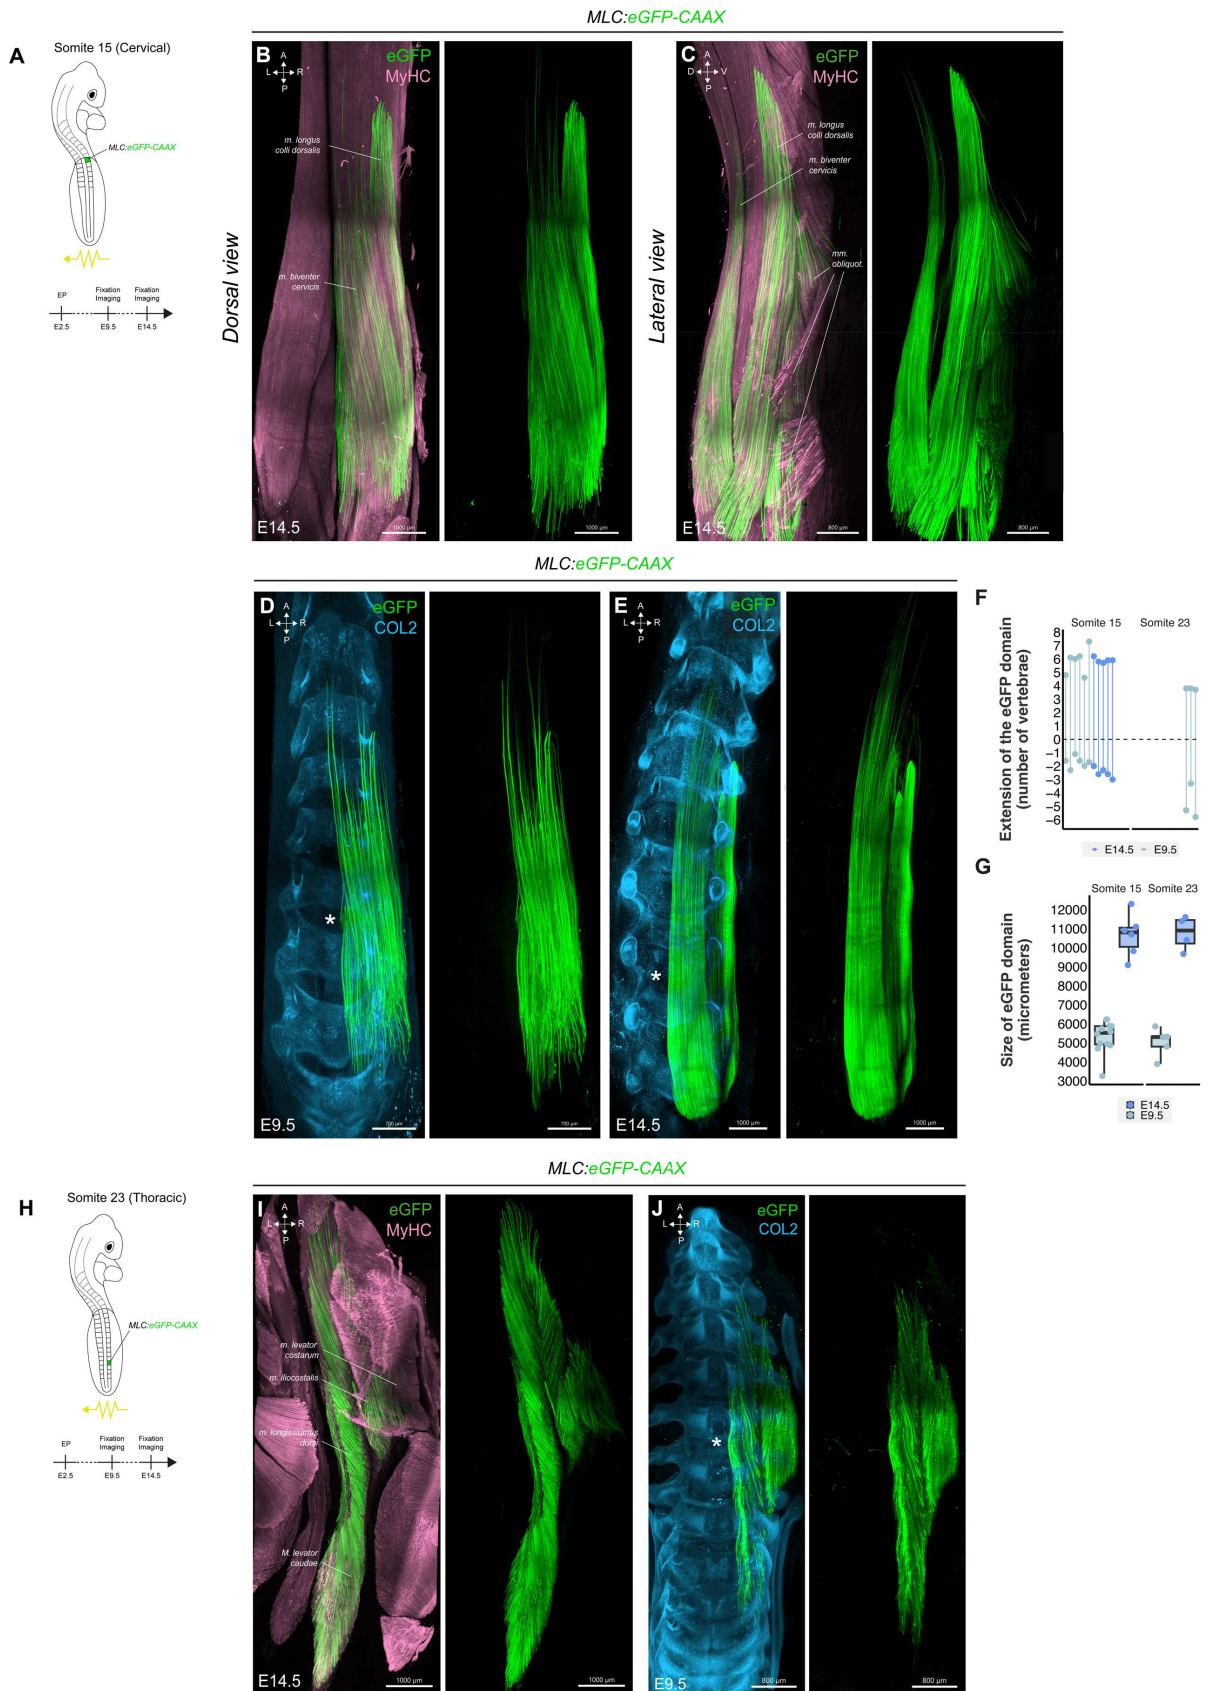 MLC:eGFP-CAAX
A
Somite 15 (Cervical)
MLC:eGFP-CAAX
EP
Fixation
Imaging
Fixation
Imaging
E2.5
E9.5
E14.5
Dorsal view
B
A
L
R
P
eGFP
MyHC
m. longus
colli dorsalis
m. biventer
cervicis
E14.5
1000 µm
1000 µm
Lateral view
C
A
D
V
P
eGFP
MyHC
m. longus
colli dorsalis
m. biventer
cervicis
mm.
obliquot.
E14.5
800 µm
800 µm
MLC:eGFP-CAAX
D
A
L
R
P
eGFP
COL2
*
E9.5
700 µm
700 µm
E
A
L
R
P
eGFP
COL2
*
E14.5
1000 µm
1000 µm
F
Somite 15
Somite 23
Extension of the eGFP domain
(number of vertebrae)
8
7
6
5
4
3
2
1
0
−1
−2
−3
−4
−5
−6
E14.5
E9.5
G
Somite 15
Somite 23
Size of eGFP domain
(micrometers)
12000
11000
10000
9000
8000
7000
6000
5000
4000
3000
E14.5
E9.5
MLC:eGFP-CAAX
H
Somite 23 (Thoracic)
MLC:eGFP-CAAX
EP
Fixation
Imaging
Fixation
Imaging
E2.5
E9.5
E14.5
I
A
L
R
P
eGFP
MyHC
m. levator
costarum
m. iliocostalis
m. longissiumus
dorsi
M. levator
caudae
E14.5
1000 µm
1000 µm
J
A
L
R
P
eGFP
COL2
*
E9.5
800 µm
800 µm